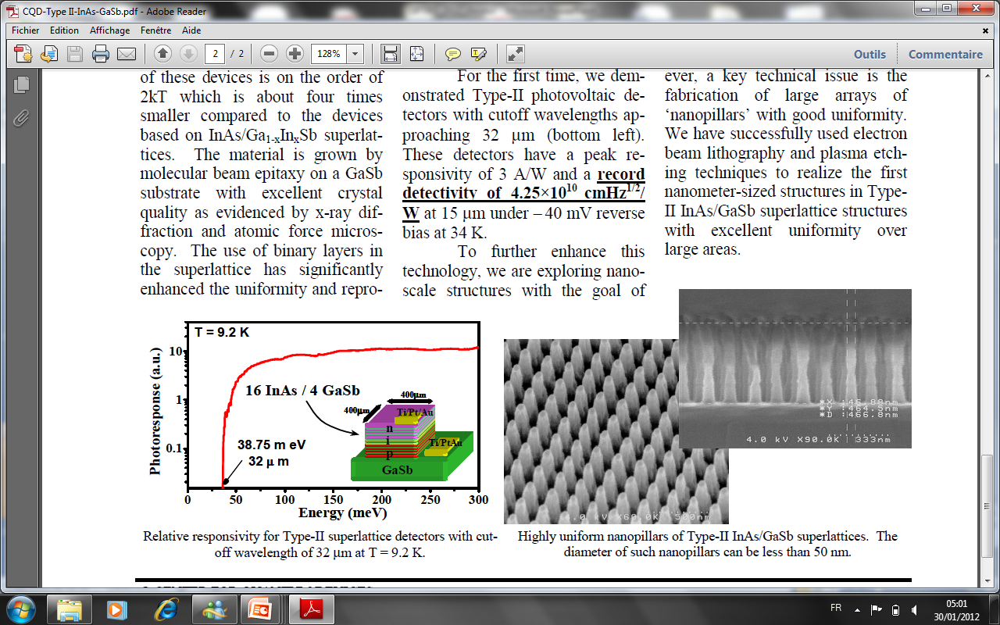 CQD-Type II-InAs-GaSb.pdf - Adobe Reader
Fichier Edition Affichage Fenêtre Aide
2 / 2 128% Outils Commentaire
of these devices is on the order of
2kT which is about four times
smaller compared to the devices
based on InAs/Ga1-xInxSb superlat-
tices. The material is grown by
molecular beam epitaxy on a GaSb
substrate with excellent crystal
quality as evidenced by x-ray dif-
fraction and atomic force micros-
copy. The use of binary layers in
the superlattice has significantly
enhanced the uniformity and repro-
For the first time, we dem-
onstrated Type-II photovoltaic de-
tectors with cutoff wavelengths ap-
proaching 32 µm (bottom left).
These detectors have a peak re-
sponsivity of 3 A/W and a record
detectivity of 4.25×10^10 cmHz^1/2/
W at 15 µm under – 40 mV reverse
bias at 34 K.
To further enhance this
technology, we are exploring nano-
scale structures with the goal of
ever, a key technical issue is the
fabrication of large arrays of
‘nanopillars’ with good uniformity.
We have successfully used electron
beam lithography and plasma etch-
ing techniques to realize the first
nanometer-sized structures in Type-
II InAs/GaSb superlattice structures
with excellent uniformity over
large areas.
T = 9.2 K
Photoresponse (a.u.)
10
1
0.1
16 InAs / 4 GaSb
400µm
400µm
Ti/Pt/Au
n
i
p
Ti/PtAu
GaSb
38.75 m eV
32 µ m
0 50 100 150 200 250 300
Energy (meV)
4.0 kV X60.0K 500nm
*X :45.88nm
*Y :464.5nm
*D :466.8nm
4.0 kV X90.0K 333nm
Relative responsivity for Type-II superlattice detectors with cut-
off wavelength of 32 µm at T = 9.2 K.
Highly uniform nanopillars of Type-II InAs/GaSb superlattices. The
diameter of such nanopillars can be less than 50 nm.
FR
05:01
30/01/2012